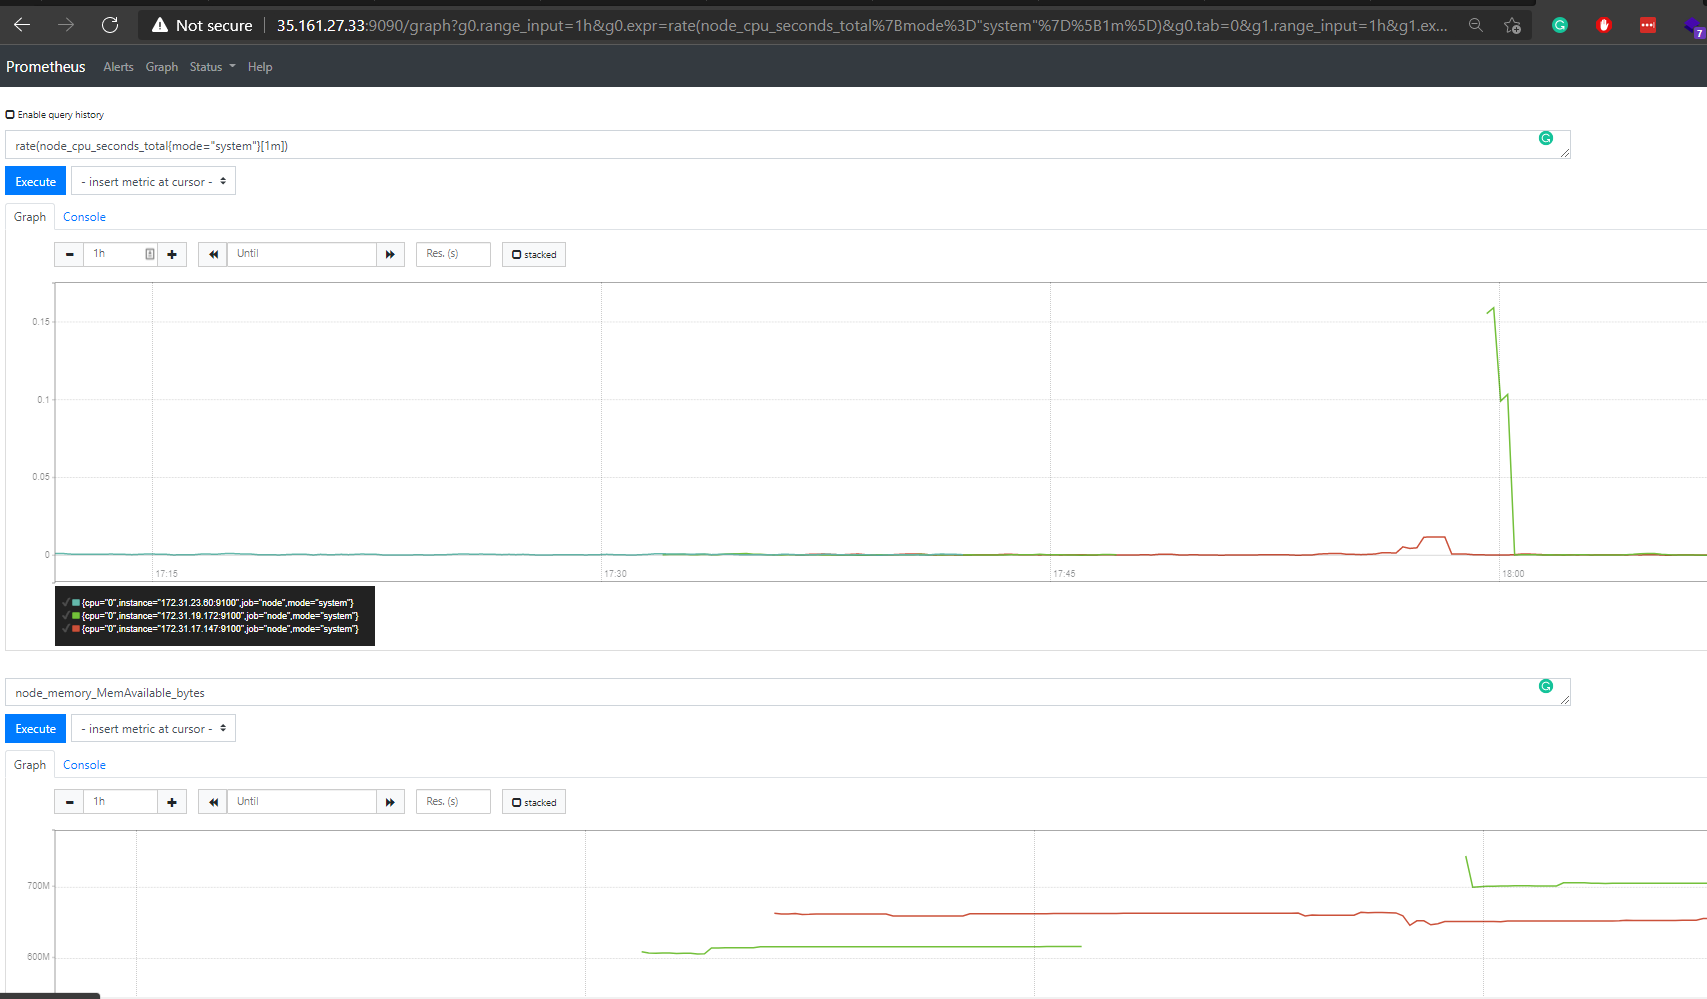 Not secure 35.161.27.33:9090/graph?g0.range_input=1h&g0.expr=rate(node_cpu_seconds_total%7Bmode%3D"system"%7D%5B1m%5D)&g0.tab=0&g1.range_input=1h&g1.ex...
7
Prometheus Alerts Graph Status Help
Enable query history
rate(node_cpu_seconds_total{mode="system"}[1m])
Execute - insert metric at cursor -
Graph Console
1h Until Res. (s) stacked
0.15
0.1
0.05
0
17:15 17:30 17:45 18:00
{cpu="0",instance="172.31.23.60:9100",job="node",mode="system"}
{cpu="0",instance="172.31.19.172:9100",job="node",mode="system"}
{cpu="0",instance="172.31.17.147:9100",job="node",mode="system"}
node_memory_MemAvailable_bytes
Execute - insert metric at cursor -
Graph Console
1h Until Res. (s) stacked
700M
600M